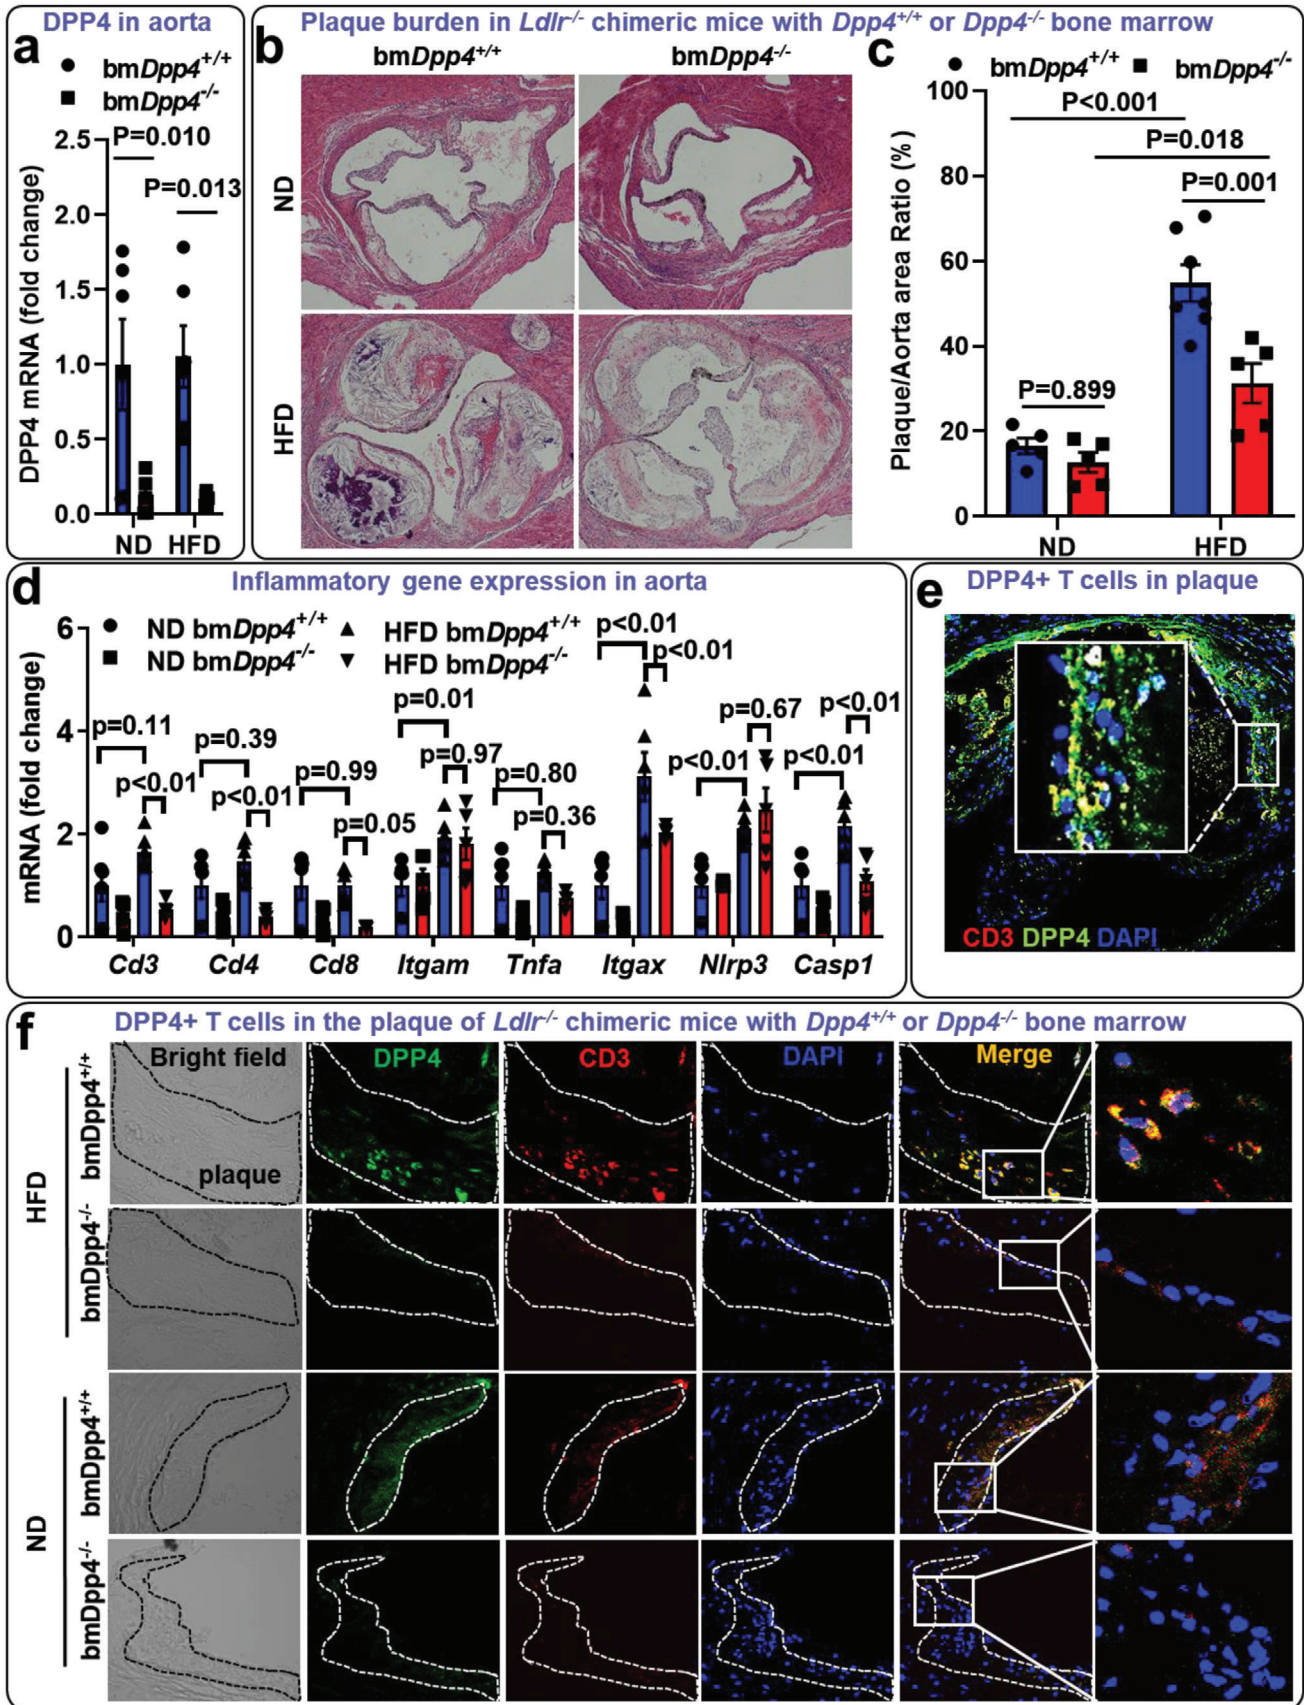 a
DPP4 in aorta
bmDpp4+/+
bmDpp4-/-
P=0.010
P=0.013
DPP4 mRNA (fold change)
2.5
2.0
1.5
1.0
0.5
0.0
ND HFD
b
Plaque burden in Ldlr-/- chimeric mice with Dpp4+/+ or Dpp4-/- bone marrow
bmDpp4+/+ bmDpp4-/-
ND
HFD
c
bmDpp4+/+ bmDpp4-/-
P<0.001
P=0.018
P=0.001
P=0.899
Plaque/Aorta area Ratio (%)
100
80
60
40
20
0
ND HFD
d
Inflammatory gene expression in aorta
ND bmDpp4+/+ HFD bmDpp4+/+
ND bmDpp4-/- HFD bmDpp4-/-
mRNA (fold change)
6
4
2
0
p=0.11
p<0.01
p=0.39
p<0.01
p=0.99
p=0.05
p=0.01
p=0.97
p=0.80
p=0.36
p<0.01
p<0.01
p<0.01
p=0.67
p<0.01
p<0.01
Cd3 Cd4 Cd8 Itgam Tnfa Itgax Nlrp3 Casp1
e
DPP4+ T cells in plaque
CD3 DPP4 DAPI
f
DPP4+ T cells in the plaque of Ldlr-/- chimeric mice with Dpp4+/+ or Dpp4-/- bone marrow
Bright field DPP4 CD3 DAPI Merge
plaque
HFD
bmDpp4+/+
bmDpp4-/-
ND
bmDpp4+/+
bmDpp4-/-